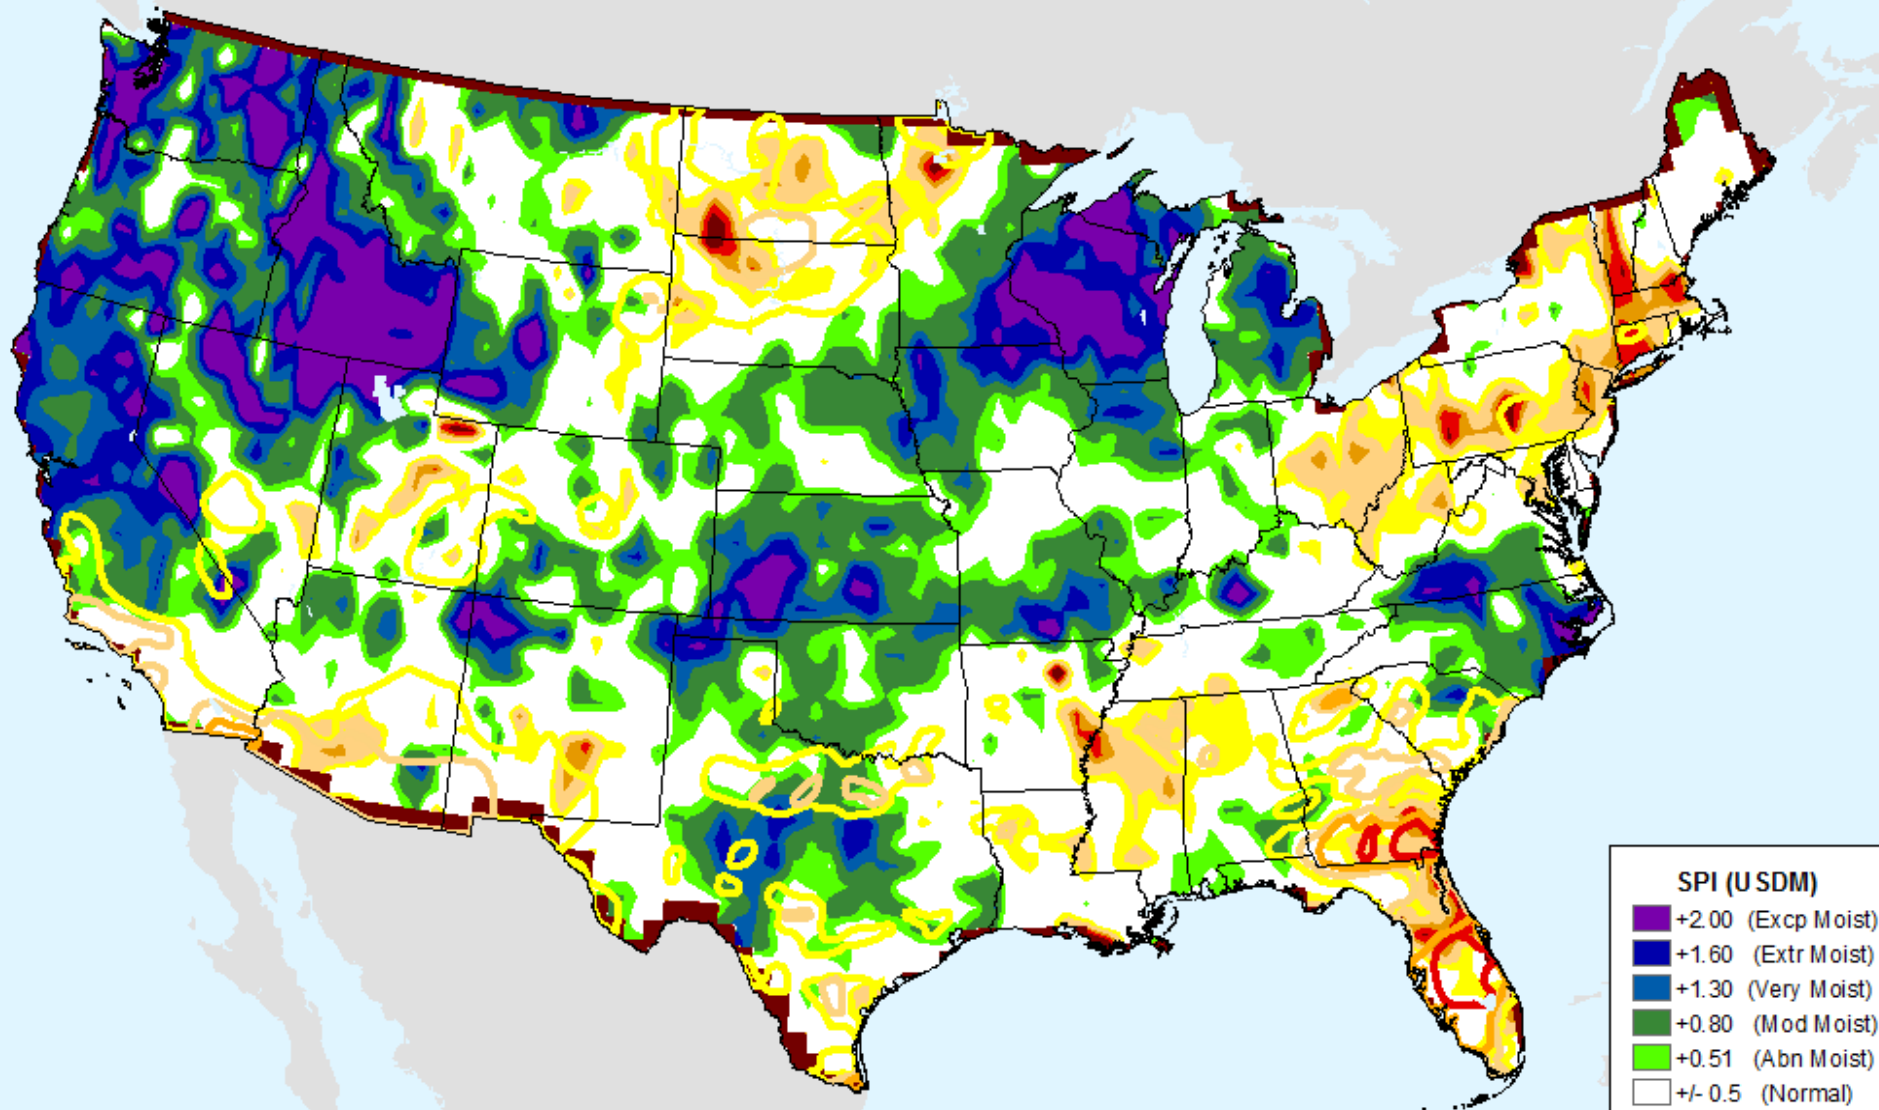 SPI (USDM)
+2.00 (Excp Moist)
+1.60 (Extr Moist)
+1.30 (Very Moist)
+0.80 (Mod Moist)
+0.51 (Abn Moist)
+/- 0.5 (Normal)